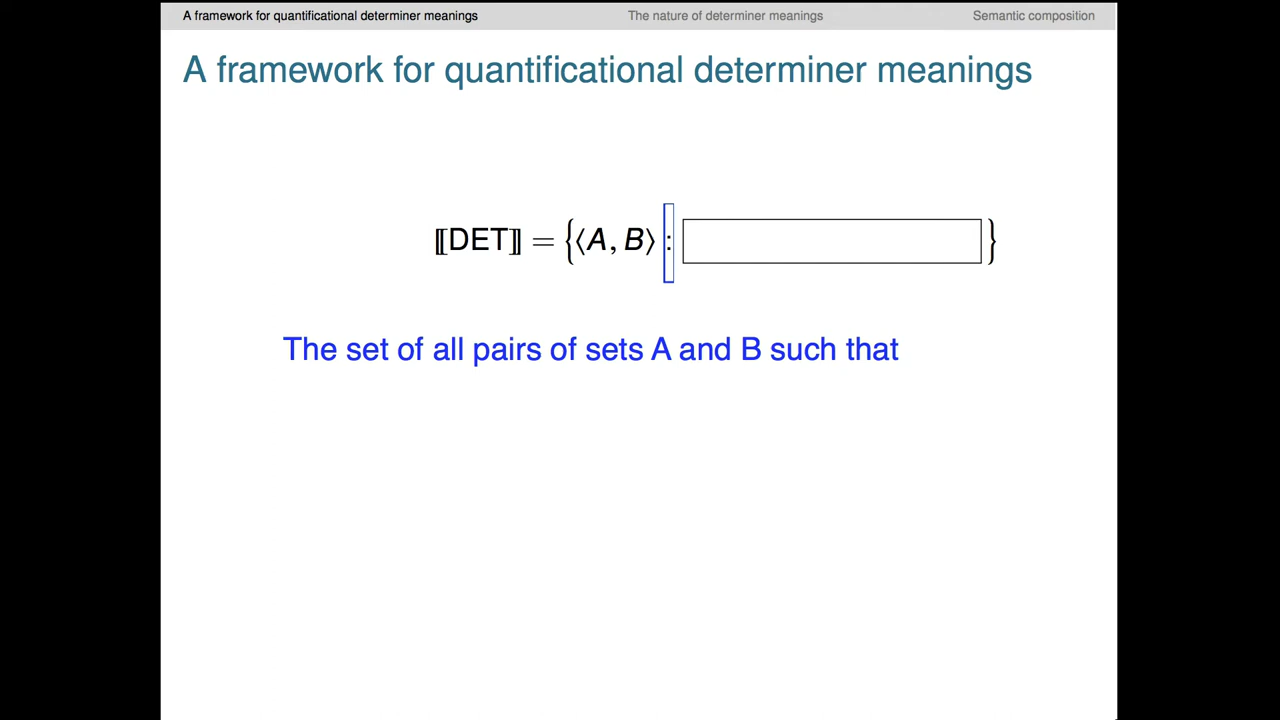 A framework for quantificational determiner meanings The nature of determiner meanings Semantic composition
A framework for quantificational determiner meanings
⟦DET⟧ = {⟨A, B⟩ : }
The set of all pairs of sets A and B such that